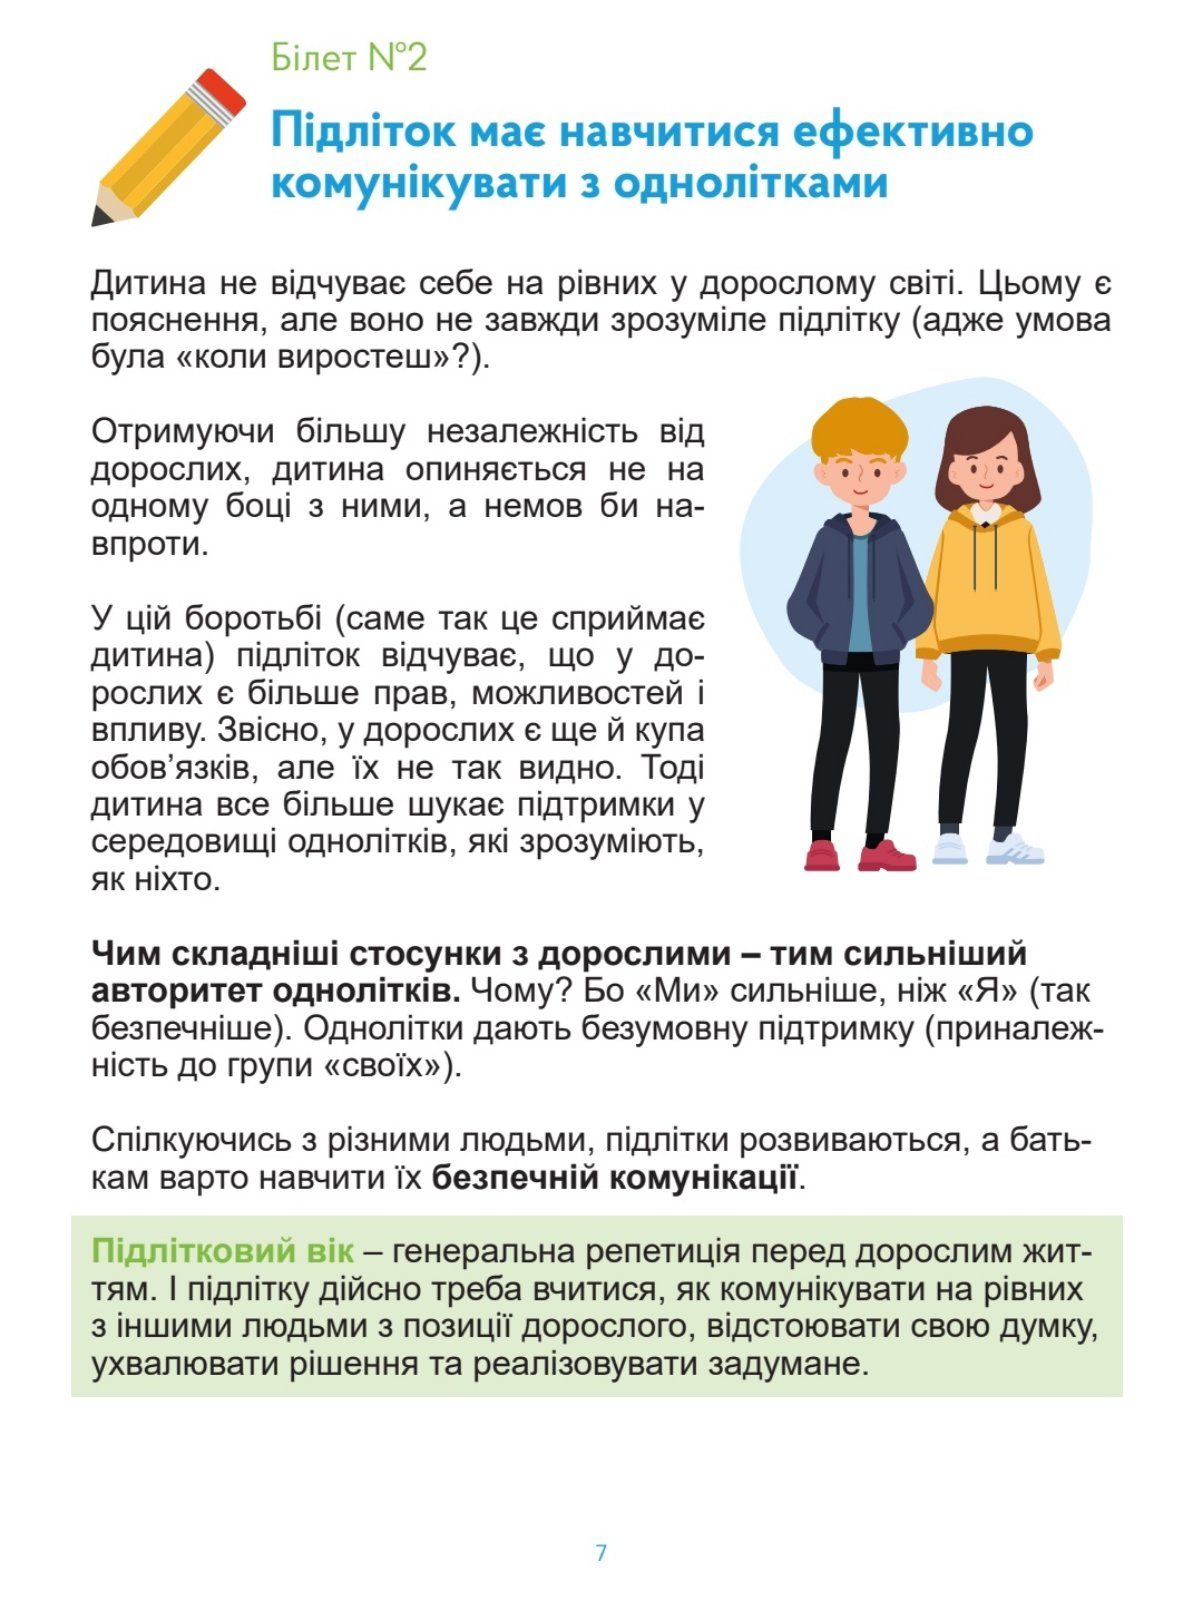 Білет №2
Підліток має навчитися ефективно
комунікувати з однолітками
Дитина не відчуває себе на рівних у дорослому світі. Цьому є
пояснення, але воно не завжди зрозуміле підлітку (адже умова
була «коли виростеш»?).
Отримуючи більшу незалежність від
дорослих, дитина опиняється не на
одному боці з ними, а немов би на-
впроти.
У цій боротьбі (саме так це сприймає
дитина) підліток відчуває, що у до-
рослих є більше прав, можливостей і
впливу. Звісно, у дорослих є ще й купа
обов’язків, але їх не так видно. Тоді
дитина все більше шукає підтримки у
середовищі однолітків, які зрозуміють,
як ніхто.
Чим складніші стосунки з дорослими – тим сильніший
авторитет однолітків. Чому? Бо «Ми» сильніше, ніж «Я» (так
безпечніше). Однолітки дають безумовну підтримку (приналеж-
ність до групи «своїх»).
Спілкуючись з різними людьми, підлітки розвиваються, а бать-
кам варто навчити їх безпечній комунікації.
Підлітковий вік – генеральна репетиція перед дорослим жит-
тям. І підлітку дійсно треба вчитися, як комунікувати на рівних
з іншими людьми з позиції дорослого, відстоювати свою думку,
ухвалювати рішення та реалізовувати задумане.
7